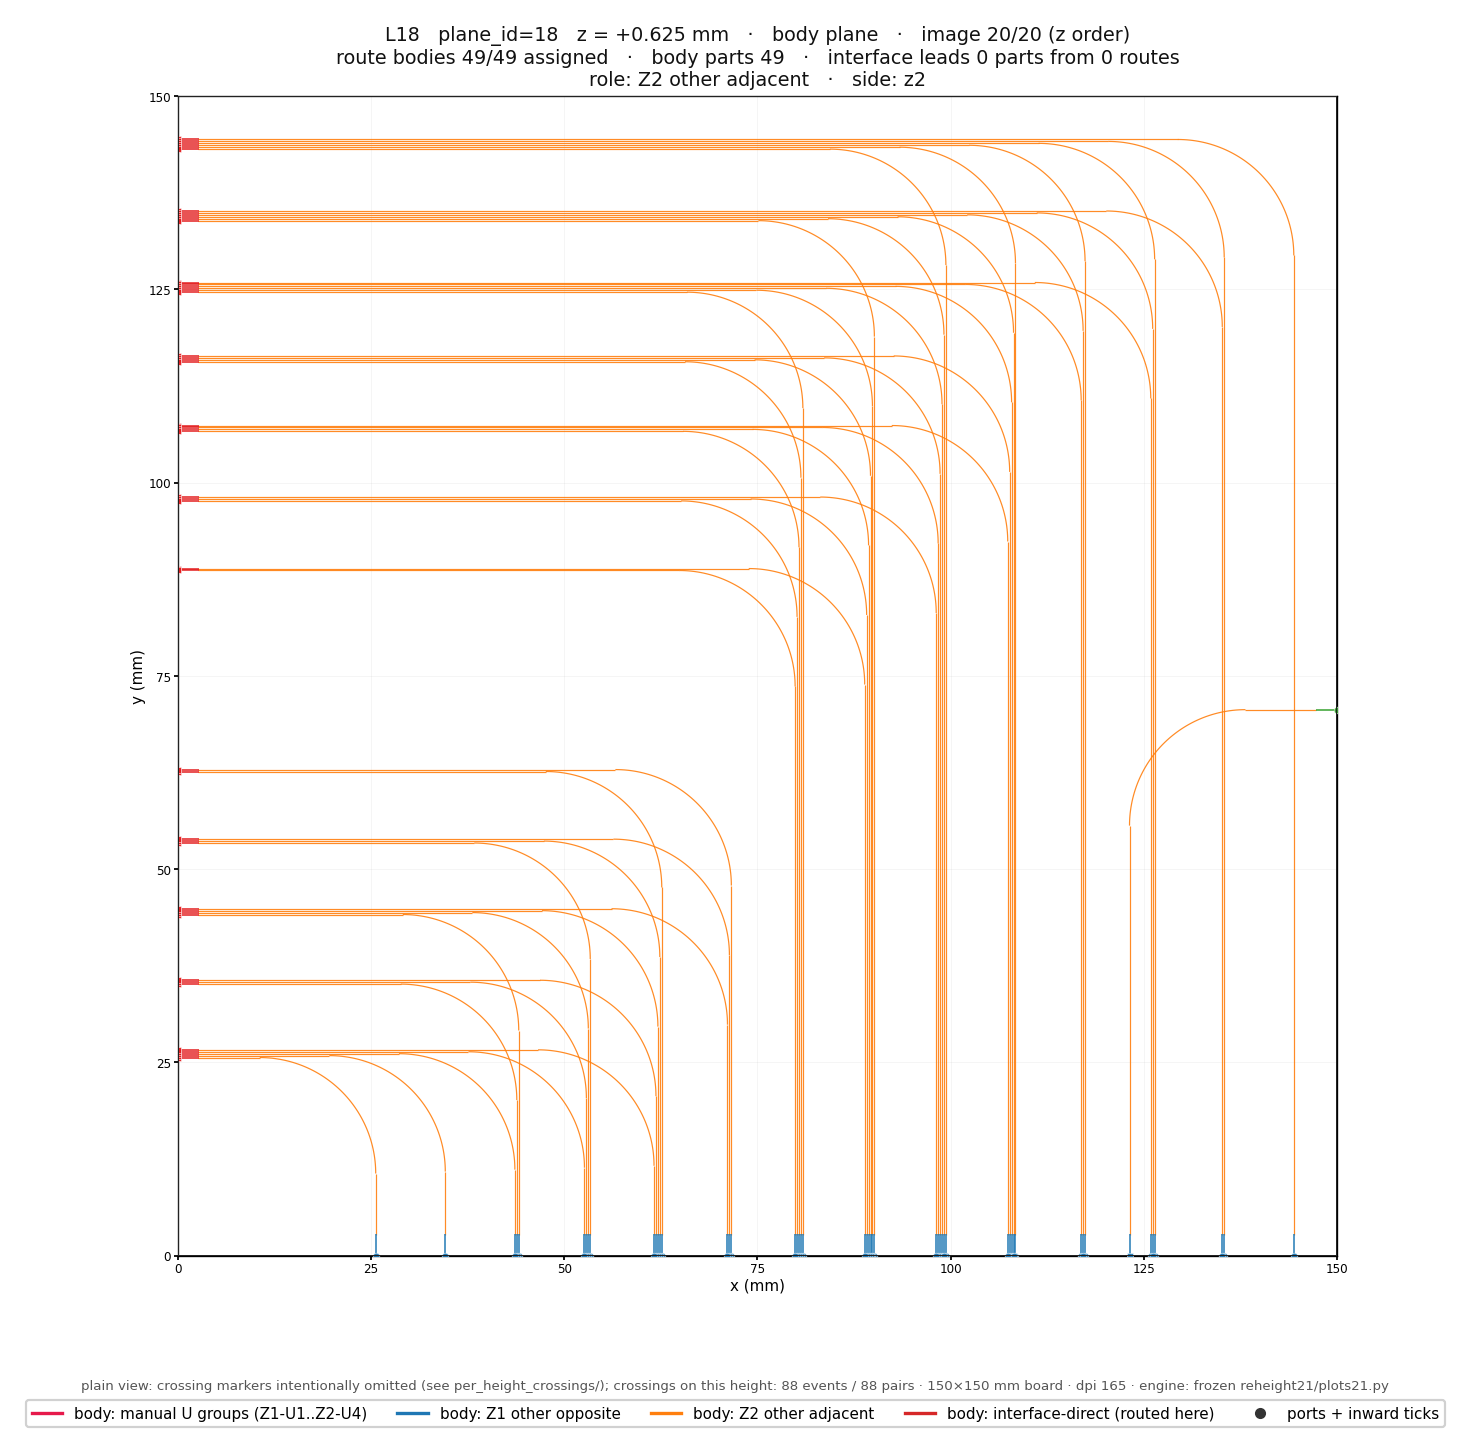 L18   plane_id=18   z = +0.625 mm   ·   body plane   ·   image 20/20 (z order)
route bodies 49/49 assigned   ·   body parts 49   ·   interface leads 0 parts from 0 routes
role: Z2 other adjacent   ·   side: z2
150
125
100
75
50
25
0
y (mm)
0 25 50 75 100 125 150
x (mm)
plain view: crossing markers intentionally omitted (see per_height_crossings/); crossings on this height: 88 events / 88 pairs · 150×150 mm board · dpi 165 · engine: frozen reheight21/plots21.py
body: manual U groups (Z1-U1..Z2-U4) body: Z1 other opposite body: Z2 other adjacent body: interface-direct (routed here) ports + inward ticks